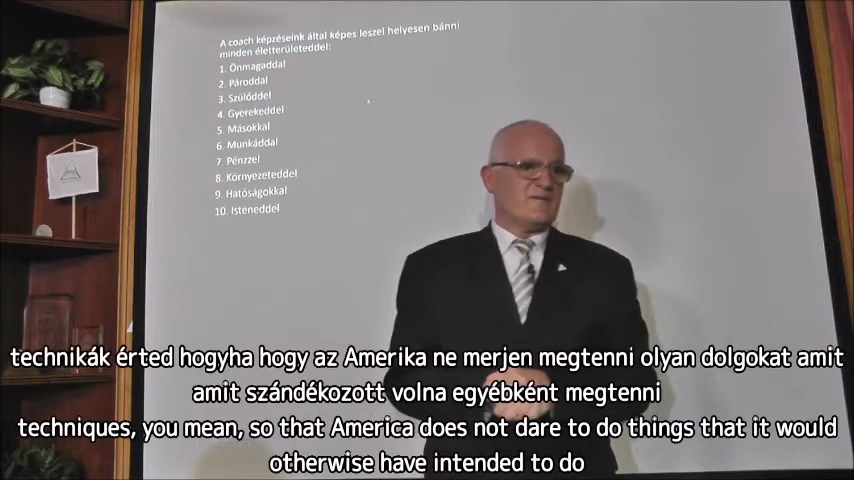 A coach képzéseink által képes leszel helyesen bánni
minden életterületeddel:
1. Önmagaddal
2. Pároddal
3. Szülőddel
4. Gyerekeddel
5. Másokkal
6. Munkáddal
7. Pénzzel
8. Környezeteddel
9. Hatóságokkal
10. Isteneddel
technikák érted hogyha hogy az Amerika ne merjen megtenni olyan dolgokat amit
amit szándékozott volna egyébként megtenni
techniques, you mean, so that America does not dare to do things that it would
otherwise have intended to do